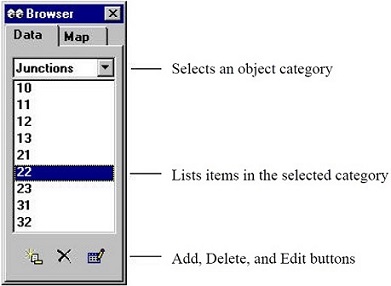 Browser
Data Map
Junctions
Selects an object category
10
11
12
13
21
22
Lists items in the selected category
23
31
32
Add, Delete, and Edit buttons